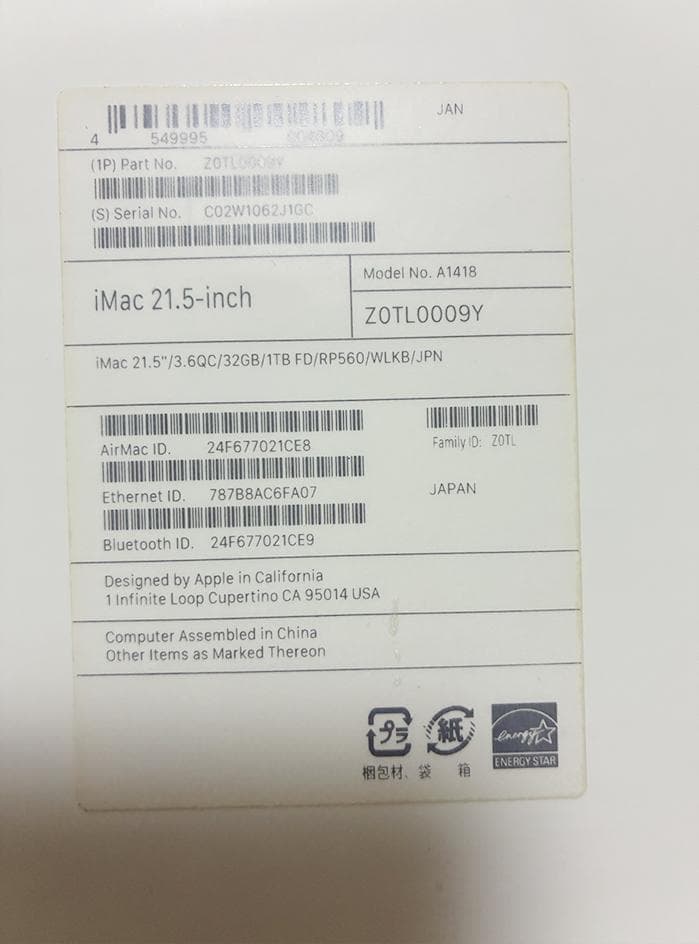 JAN
4 549995
(1P) Part No. Z0TL0009Y
(S) Serial No. C02W1062J1GC
iMac 21.5-inch
Model No. A1418
Z0TL0009Y
iMac 21.5"/3.6QC/32GB/1TB FD/RP560/WLKB/JPN
AirMac ID. 24F677021CE8
Family ID: Z0TL
Ethernet ID. 787B8AC6FA07
JAPAN
Bluetooth ID. 24F677021CE9
Designed by Apple in California
1 Infinite Loop Cupertino CA 95014 USA
Computer Assembled in China
Other Items as Marked Thereon
プラ
紙
energy
ENERGY STAR
梱包材、袋 箱